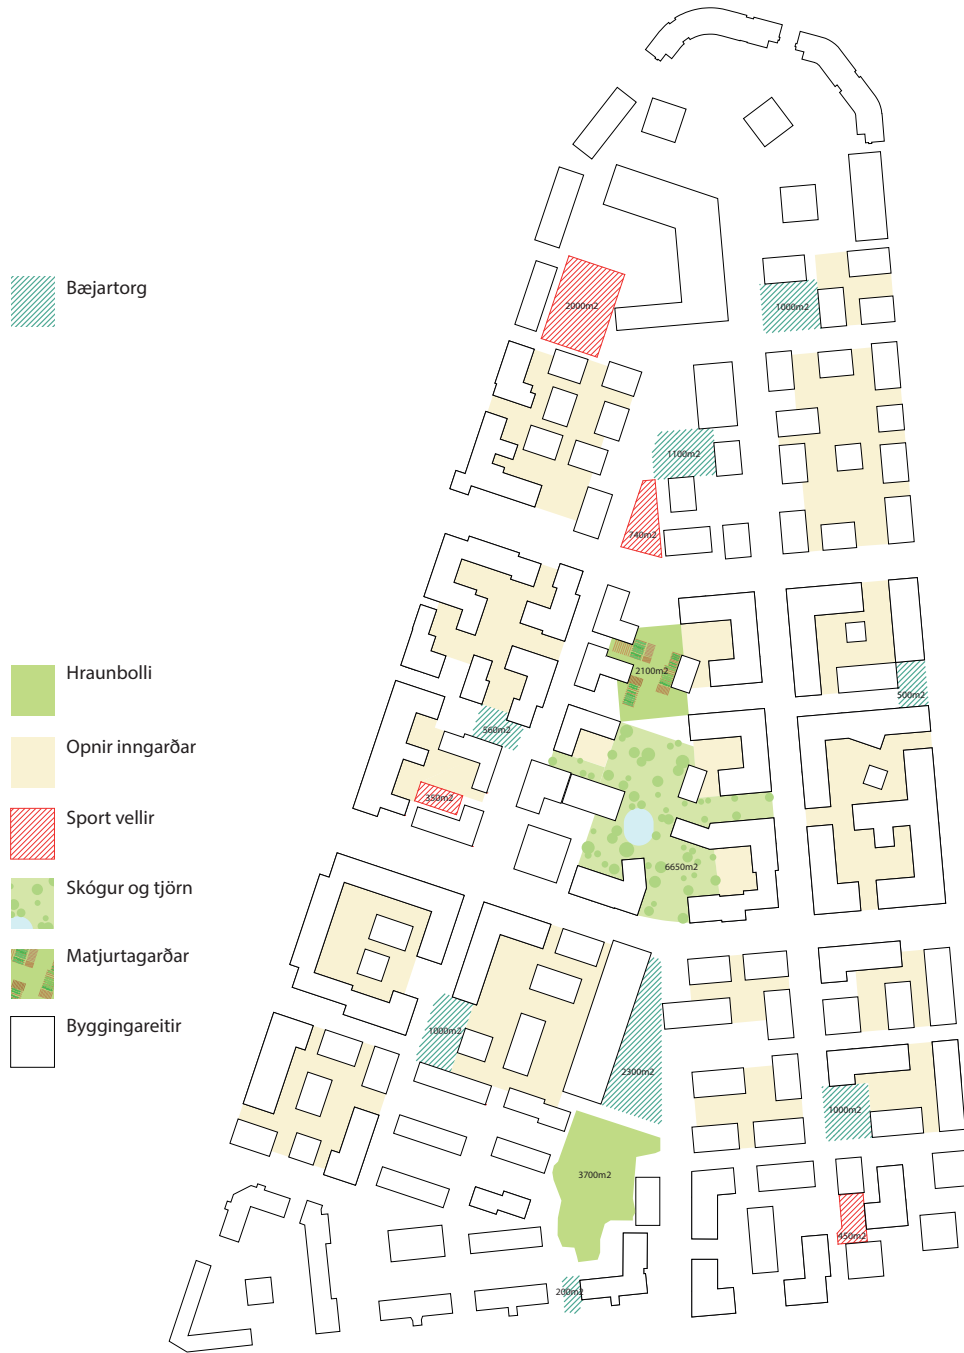 Bæjartorg
Hraunbolli
Opnir inngarðar
Sport vellir
Skógur og tjörn
Matjurtagarðar
Byggingareitir
2000m2
1000m2
1100m2
740m2
2100m2
500m2
560m2
350m2
6650m2
1000m2
2300m2
1000m2
3700m2
450m2
200m2